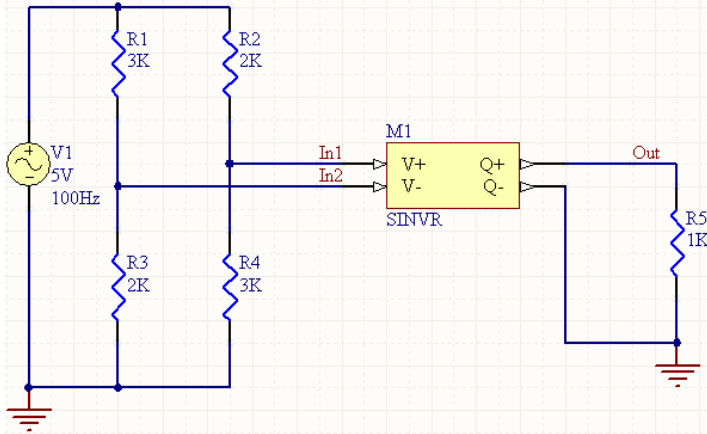 R1
3K
R2
2K
V1
5V
100Hz
In1
In2
M1
V+ Q+
V- Q-
SINVR
Out
R3
2K
R4
3K
R5
1K